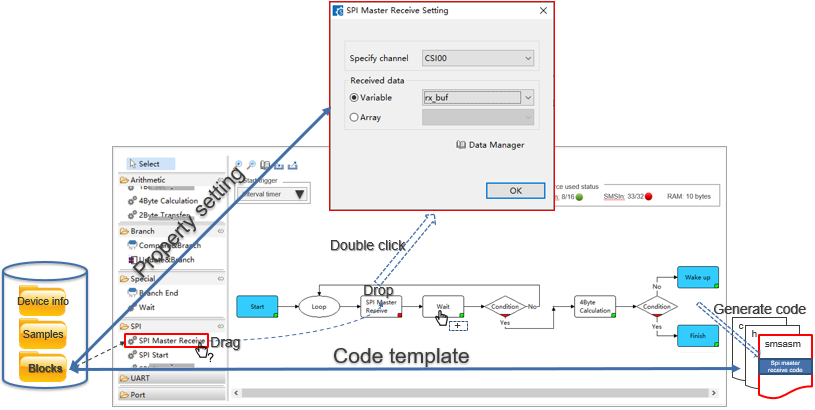 SPI Master Receive Setting
Specify channel
CSI00
Received data
Variable
rx_buf
Array
Data Manager
OK
Select
Start trigger
Interval timer
rce used status
n: 8/16
SMSIn: 33/32
RAM: 10 bytes
Arithmetic
4Byte Calculation
2Byte Transfer
Branch
Compare&Branch
Update&Branch
Special
Branch End
Wait
SPI
SPI Master Receive
SPI Start
UART
Port
Property setting
Double click
Drop
Drag
?
Start
Loop
SPI Master
Reveive
Wait
Condition
No
Yes
4Byte
Calculation
Condition
No
Yes
Wake up
Finish
Device info
Samples
Blocks
Code template
Generate code
c
h
smsasm
Spi master
receive code